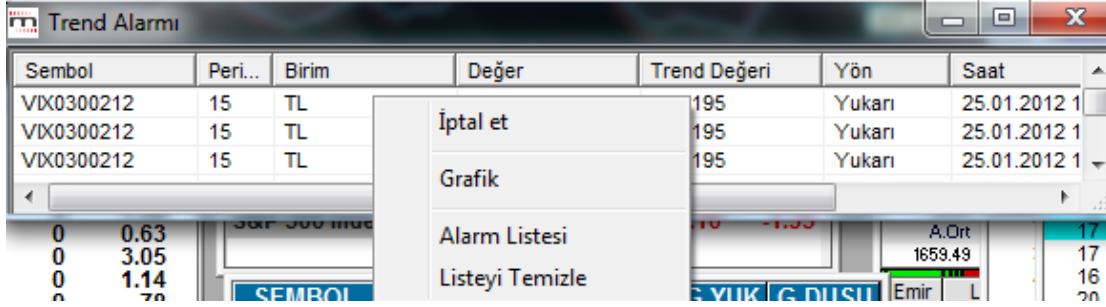 Trend Alarmı
Sembol Peri... Birim Değer Trend Değeri Yön Saat
VIX0300212 15 TL 195 Yukarı 25.01.2012 1
VIX0300212 15 TL 195 Yukarı 25.01.2012 1
VIX0300212 15 TL 195 Yukarı 25.01.2012 1
İptal et
Grafik
Alarm Listesi
Listeyi Temizle
0 0.63 A.Ort 17
0 3.05 1659.49 17
0 1.14 16
SEMBOL G.YUK G.DUSU Emir L 20